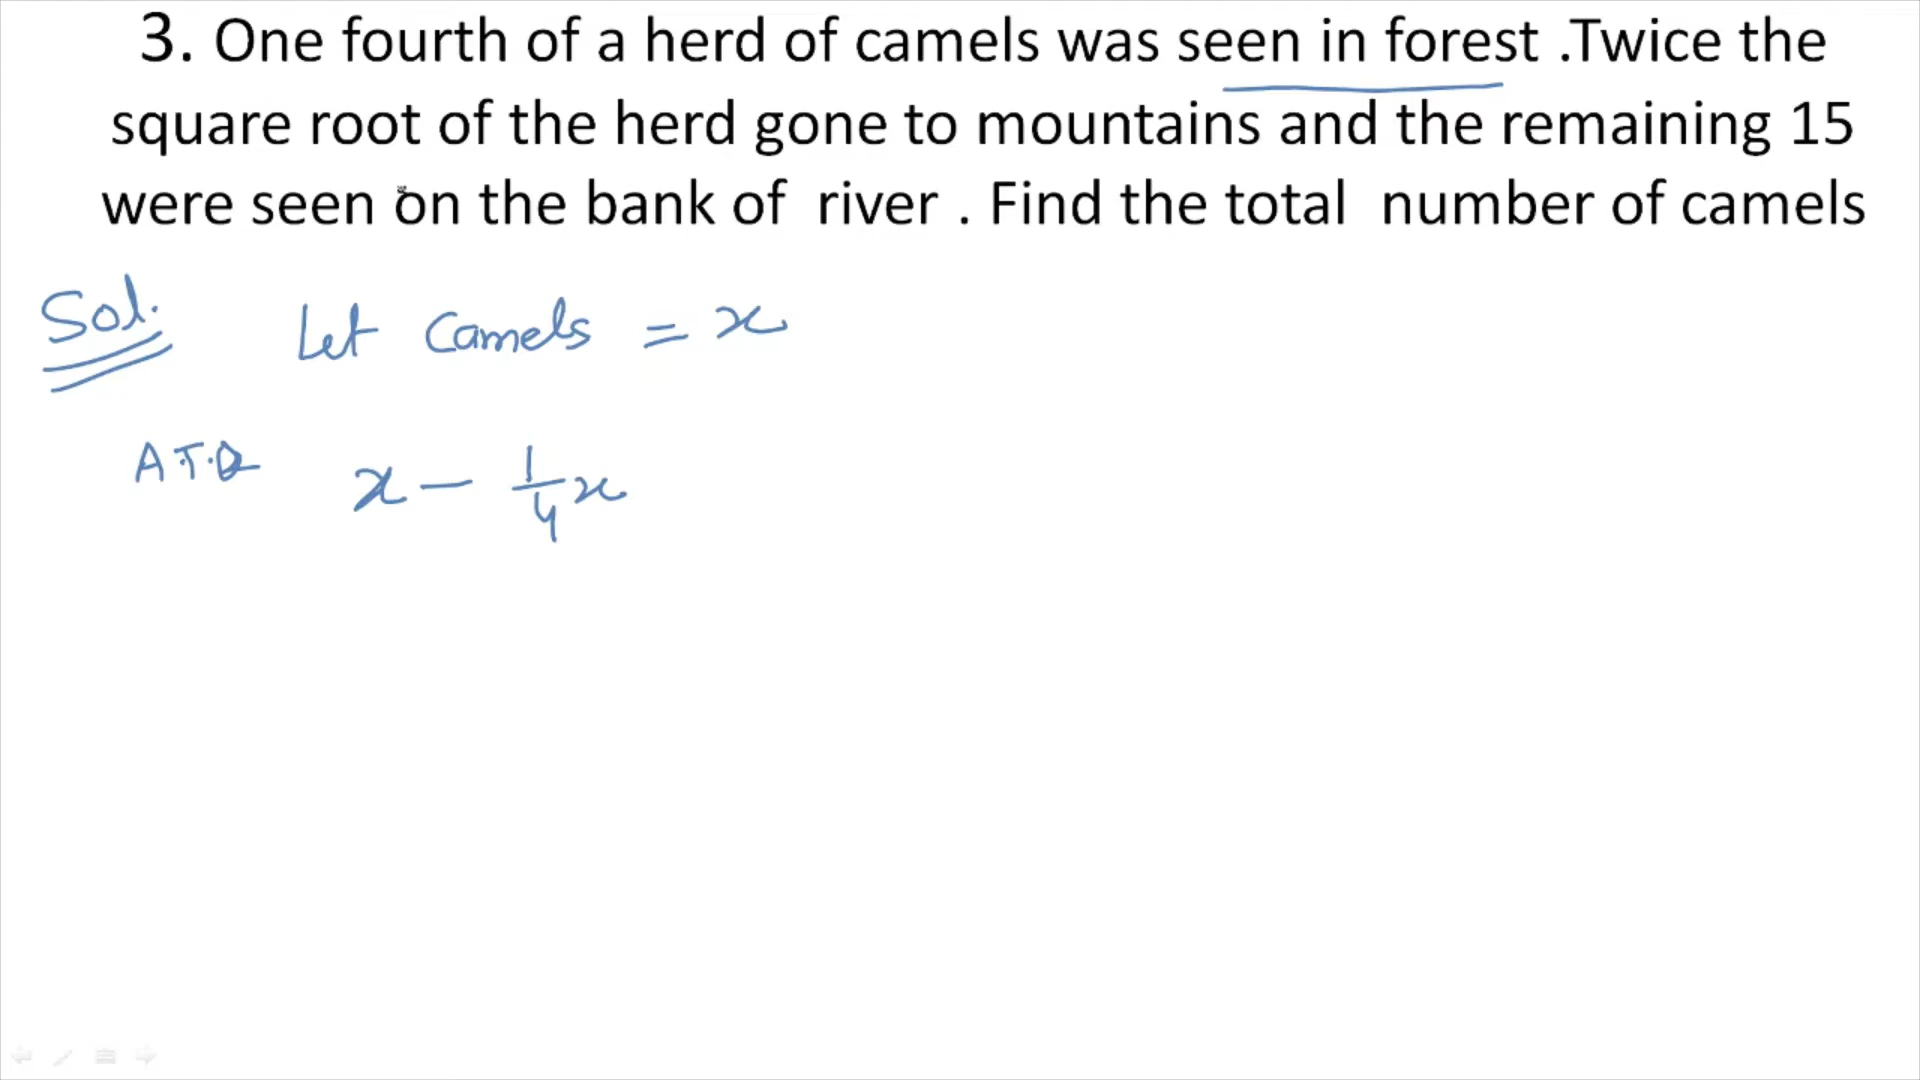 3. One fourth of a herd of camels was seen in forest .Twice the
square root of the herd gone to mountains and the remaining 15
were seen on the bank of river . Find the total number of camels
Sol. Let Camels = x
A.T.Q x - 1/4 x